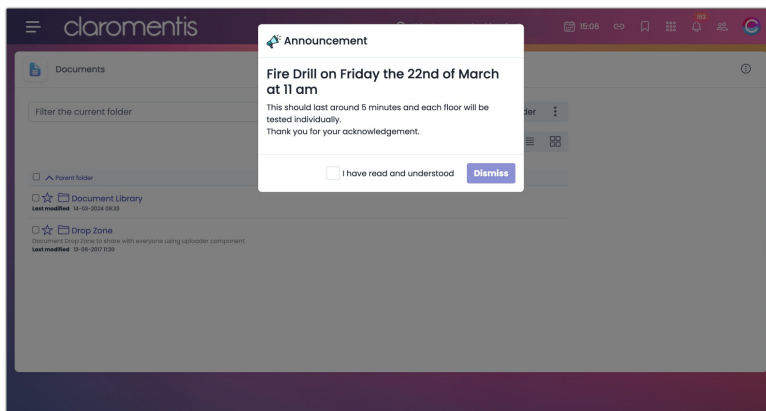 claromentis
15:06
163
Announcement
Documents
Fire Drill on Friday the 22nd of March
at 11 am
This should last around 5 minutes and each floor will be
tested individually.
Thank you for your acknowledgement.
Filter the current folder
der
I have read and understood
Dismiss
Parent folder
Document Library
Last modified: 14-03-2024 09:33
Drop Zone
Document Drop Zone to share with everyone using uploader component
Last modified: 13-06-2017 11:30